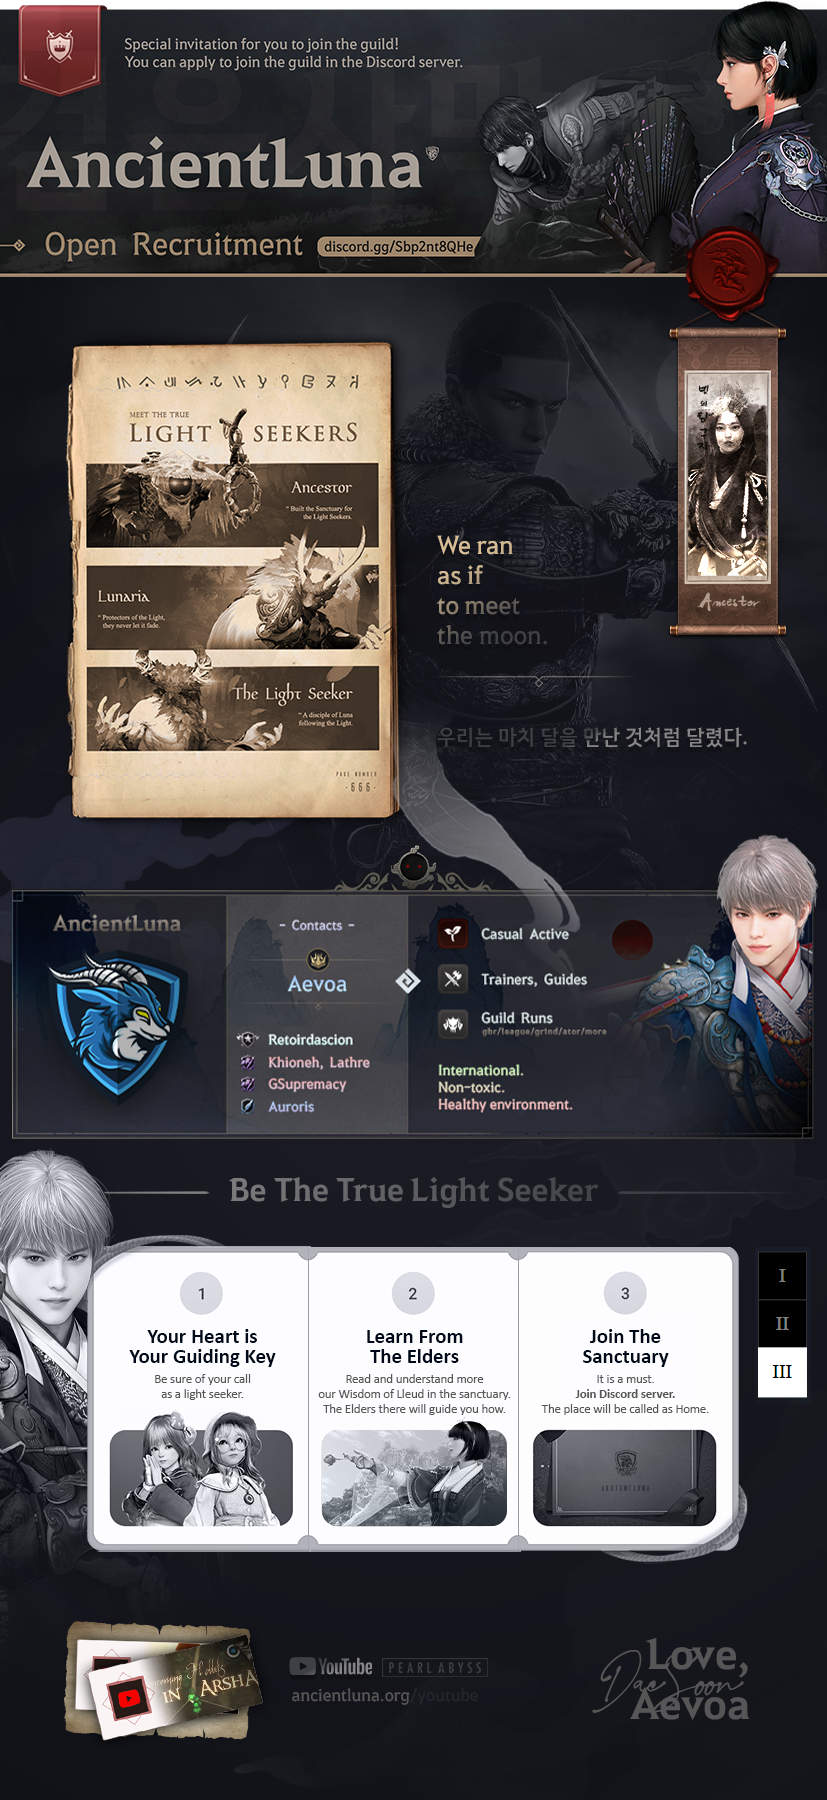 Special invitation for you to join the guild!
You can apply to join the guild in the Discord server.
AncientLuna
Open Recruitment
discord.gg/Sbp2nt8QHe
MEET THE TRUE
LIGHT SEEKERS
Ancestor
"Built the Sanctuary for
the Light Seekers.
Lunaria
"Protectors of the Light,
they never let it fade.
The Light Seeker
"A disciple of Luna
following the Light.
PAGE NUMBER
-666-
Ancestor
We ran
as if
to meet
the moon.
우리는 마치 달을 만난 것처럼 달렸다.
AncientLuna
- Contacts -
Aevoa
Retoirdascion
Khioneh, Lathre
GSupremacy
Auroris
Casual Active
Trainers, Guides
Guild Runs
gbr/league/grind/ator/more
International.
Non-toxic.
Healthy environment.
Be The True Light Seeker
1
Your Heart is
Your Guiding Key
Be sure of your call
as a light seeker.
2
Learn From
The Elders
Read and understand more
our Wisdom of Lleud in the sanctuary.
The Elders there will guide you how.
3
Join The
Sanctuary
It is a must.
Join Discord server.
The place will be called as Home.
ANCIENTLUNA
I
II
III
IN ARSHA
YouTube PEARL ABYSS
ancientluna.org/youtube
Love,
Dae Soon
Aevoa